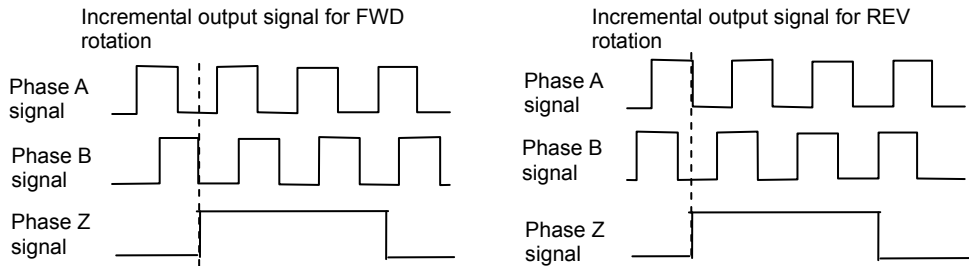 Incremental output signal for FWD
rotation
Phase A
signal
Phase B
signal
Phase Z
signal
Incremental output signal for REV
rotation
Phase A
signal
Phase B
signal
Phase Z
signal